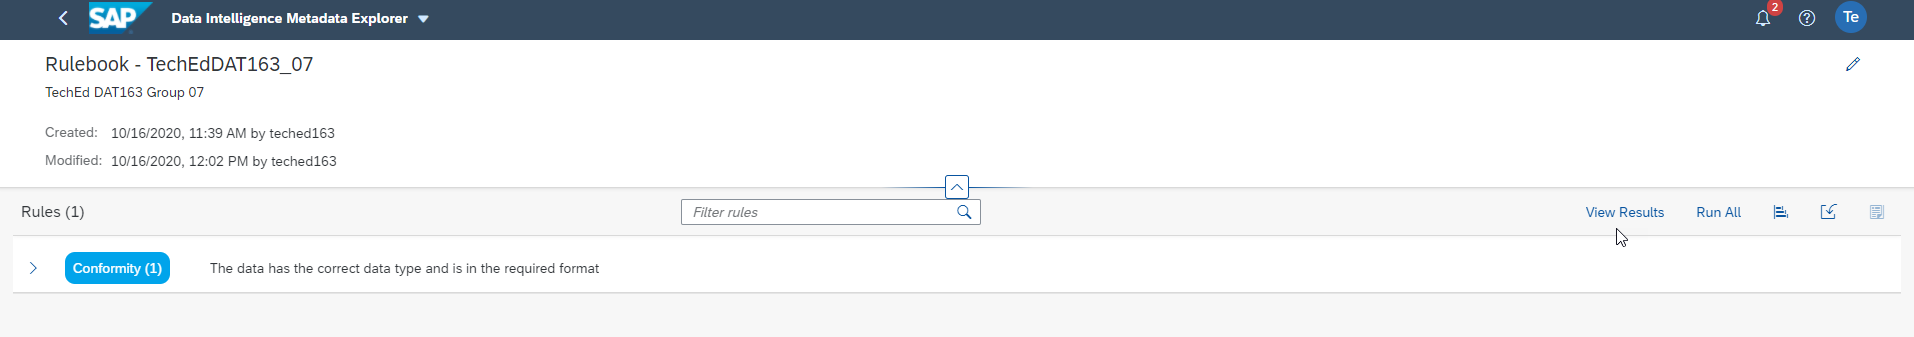 SAP Data Intelligence Metadata Explorer 2 Te
Rulebook - TechEdDAT163_07
TechEd DAT163 Group 07
Created: 10/16/2020, 11:39 AM by teched163
Modified: 10/16/2020, 12:02 PM by teched163
Rules (1) Filter rules View Results Run All
Conformity (1) The data has the correct data type and is in the required format